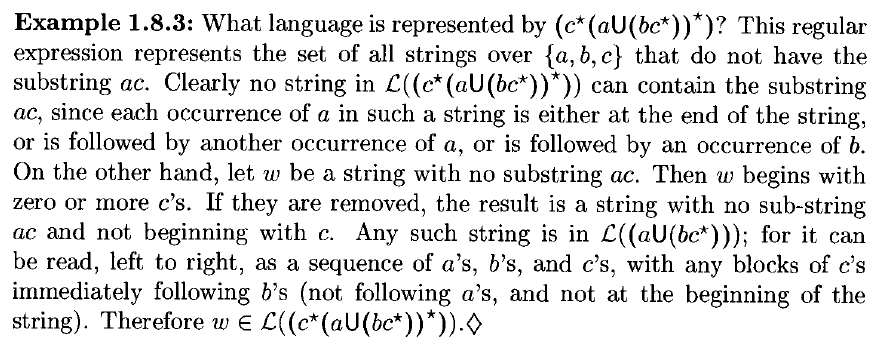 Example 1.8.3: What language is represented by (c*(a∪(bc*))*)? This regular
expression represents the set of all strings over {a, b, c} that do not have the
substring ac. Clearly no string in ℒ((c*(a∪(bc*))*)) can contain the substring
ac, since each occurrence of a in such a string is either at the end of the string,
or is followed by another occurrence of a, or is followed by an occurrence of b.
On the other hand, let w be a string with no substring ac. Then w begins with
zero or more c's. If they are removed, the result is a string with no sub-string
ac and not beginning with c. Any such string is in ℒ((a∪(bc*))); for it can
be read, left to right, as a sequence of a's, b's, and c's, with any blocks of c's
immediately following b's (not following a's, and not at the beginning of the
string). Therefore w ∈ ℒ((c*(a∪(bc*))*)).◊